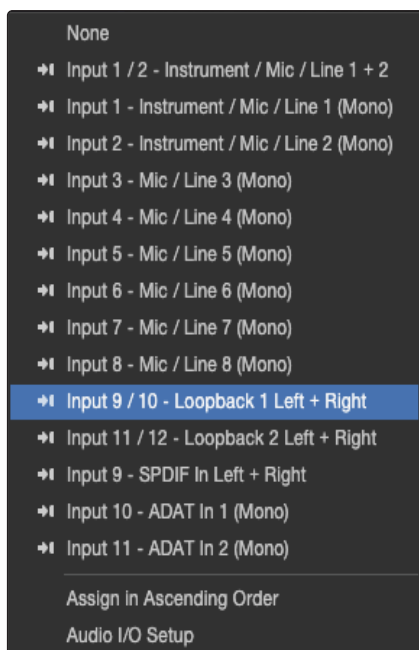 None
Input 1 / 2 - Instrument / Mic / Line 1 + 2
Input 1 - Instrument / Mic / Line 1 (Mono)
Input 2 - Instrument / Mic / Line 2 (Mono)
Input 3 - Mic / Line 3 (Mono)
Input 4 - Mic / Line 4 (Mono)
Input 5 - Mic / Line 5 (Mono)
Input 6 - Mic / Line 6 (Mono)
Input 7 - Mic / Line 7 (Mono)
Input 8 - Mic / Line 8 (Mono)
Input 9 / 10 - Loopback 1 Left + Right
Input 11 / 12 - Loopback 2 Left + Right
Input 9 - SPDIF In Left + Right
Input 10 - ADAT In 1 (Mono)
Input 11 - ADAT In 2 (Mono)
Assign in Ascending Order
Audio I/O Setup